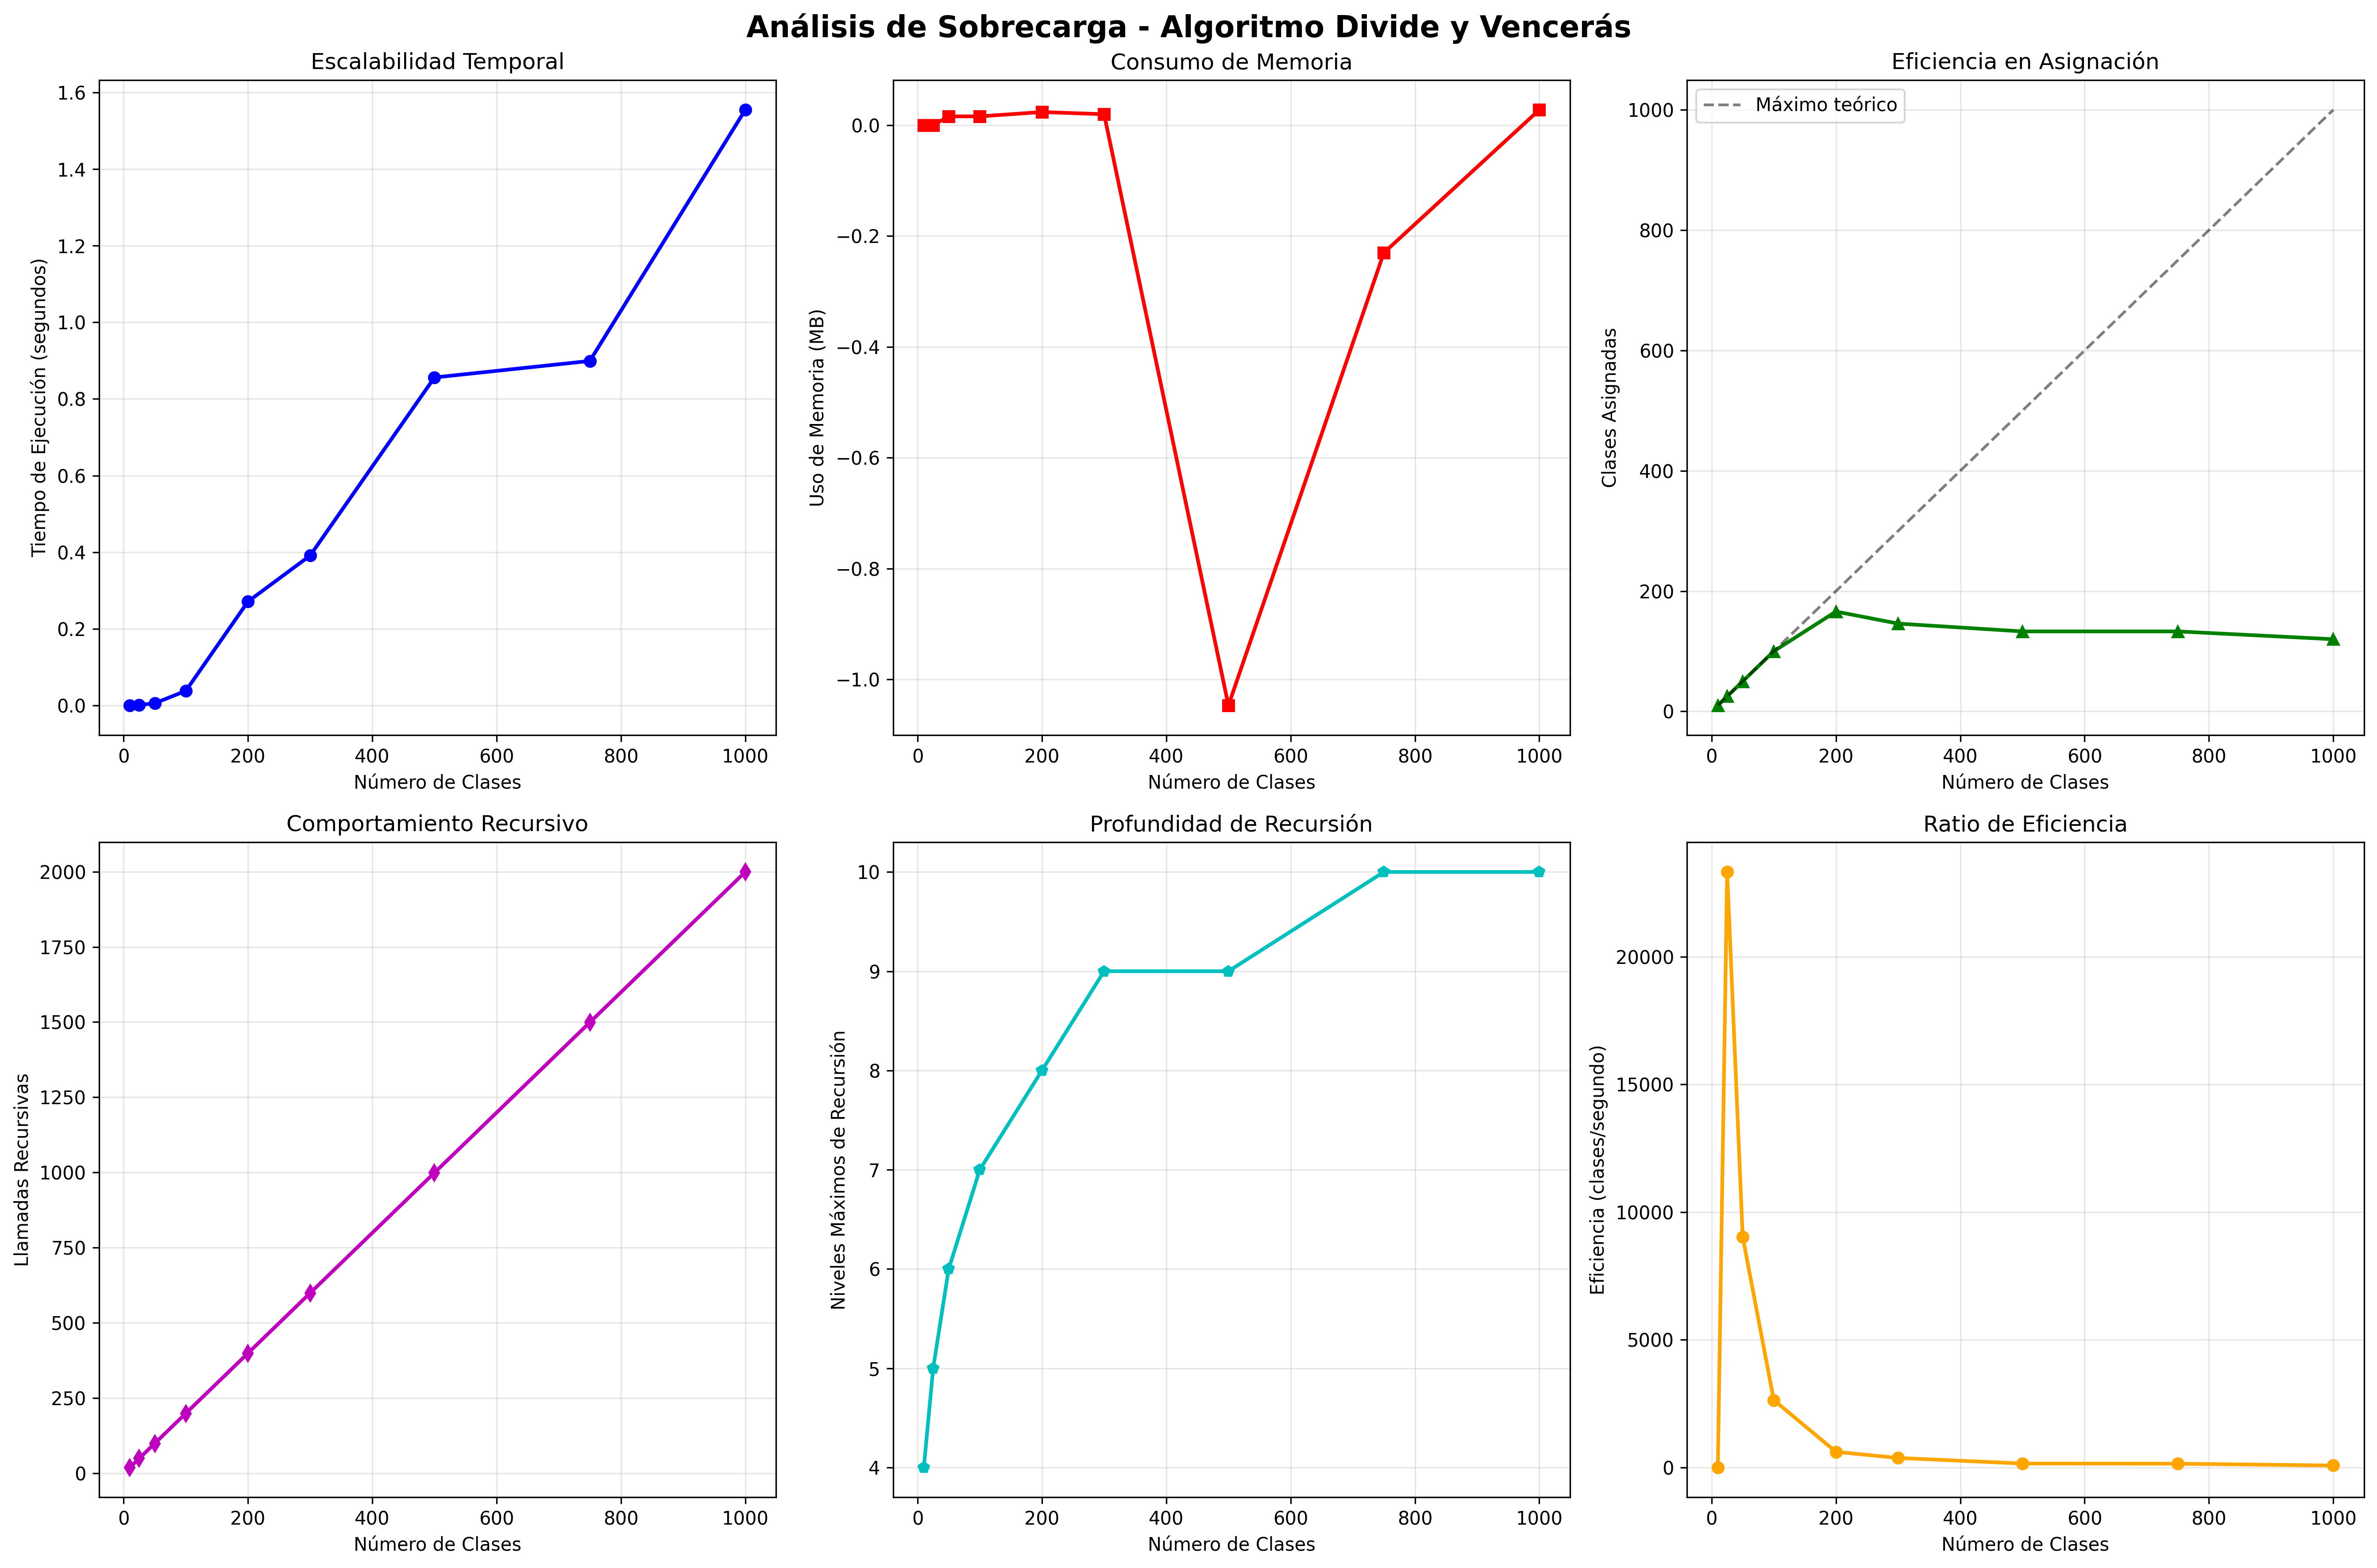 Análisis de Sobrecarga - Algoritmo Divide y Vencerás
Escalabilidad Temporal
Tiempo de Ejecución (segundos)
1.6
1.4
1.2
1.0
0.8
0.6
0.4
0.2
0.0
0 200 400 600 800 1000
Número de Clases
Consumo de Memoria
Uso de Memoria (MB)
0.0
−0.2
−0.4
−0.6
−0.8
−1.0
0 200 400 600 800 1000
Número de Clases
Eficiencia en Asignación
Máximo teórico
Clases Asignadas
1000
800
600
400
200
0
0 200 400 600 800 1000
Número de Clases
Comportamiento Recursivo
Llamadas Recursivas
2000
1750
1500
1250
1000
750
500
250
0
0 200 400 600 800 1000
Número de Clases
Profundidad de Recursión
Niveles Máximos de Recursión
10
9
8
7
6
5
4
0 200 400 600 800 1000
Número de Clases
Ratio de Eficiencia
Eficiencia (clases/segundo)
20000
15000
10000
5000
0
0 200 400 600 800 1000
Número de Clases